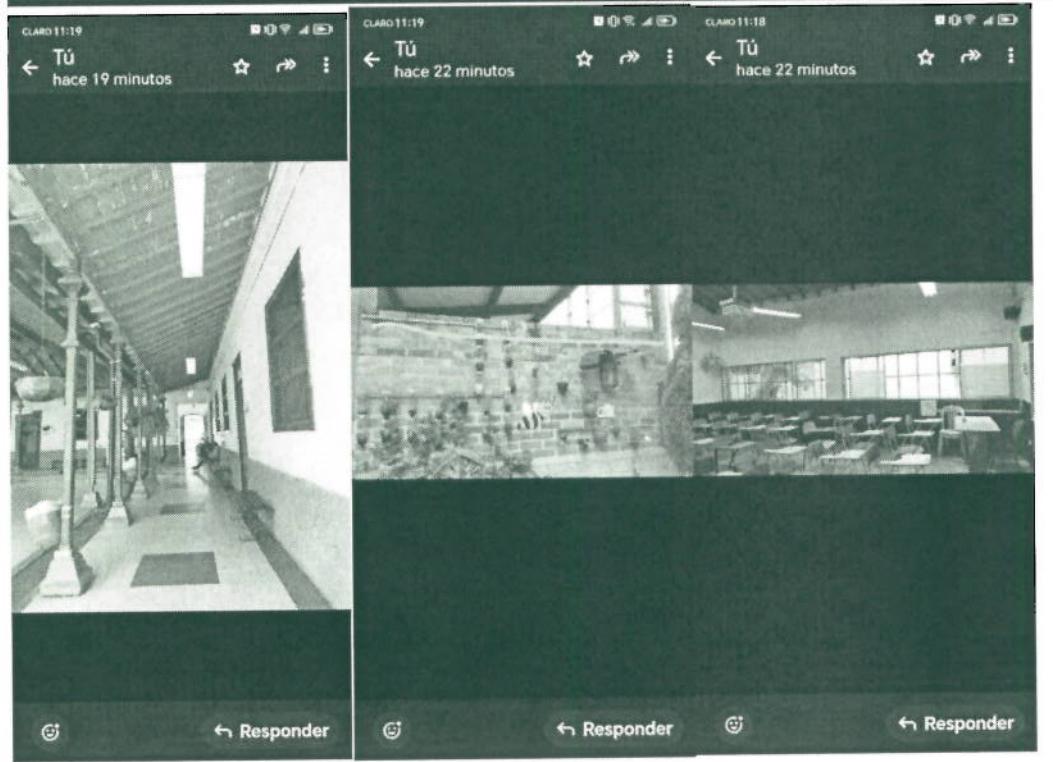 CLARO 11:19
Tú
hace 19 minutos
Responder
CLARO 11:19
Tú
hace 22 minutos
Responder
CLARO 11:18
Tú
hace 22 minutos
Responder